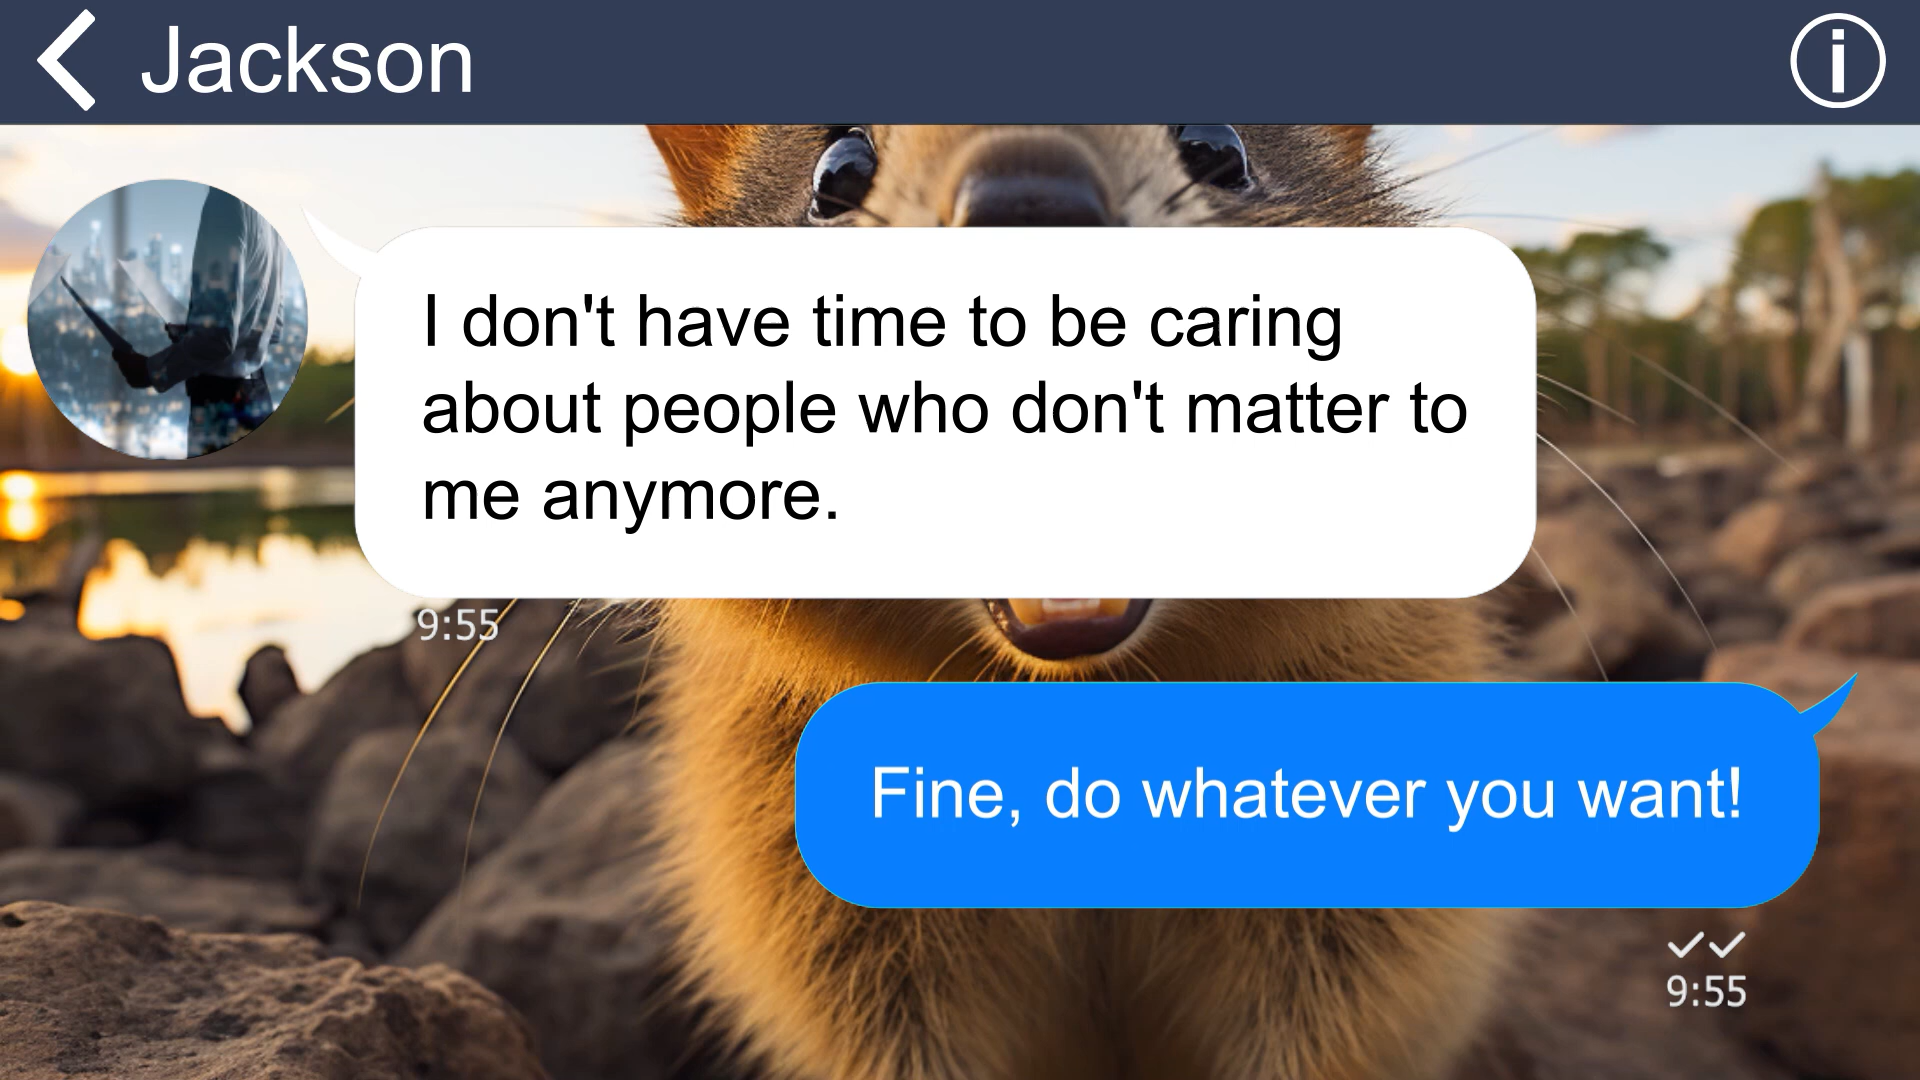 Jackson
I don't have time to be caring
about people who don't matter to
me anymore.
9:55
Fine, do whatever you want!
9:55